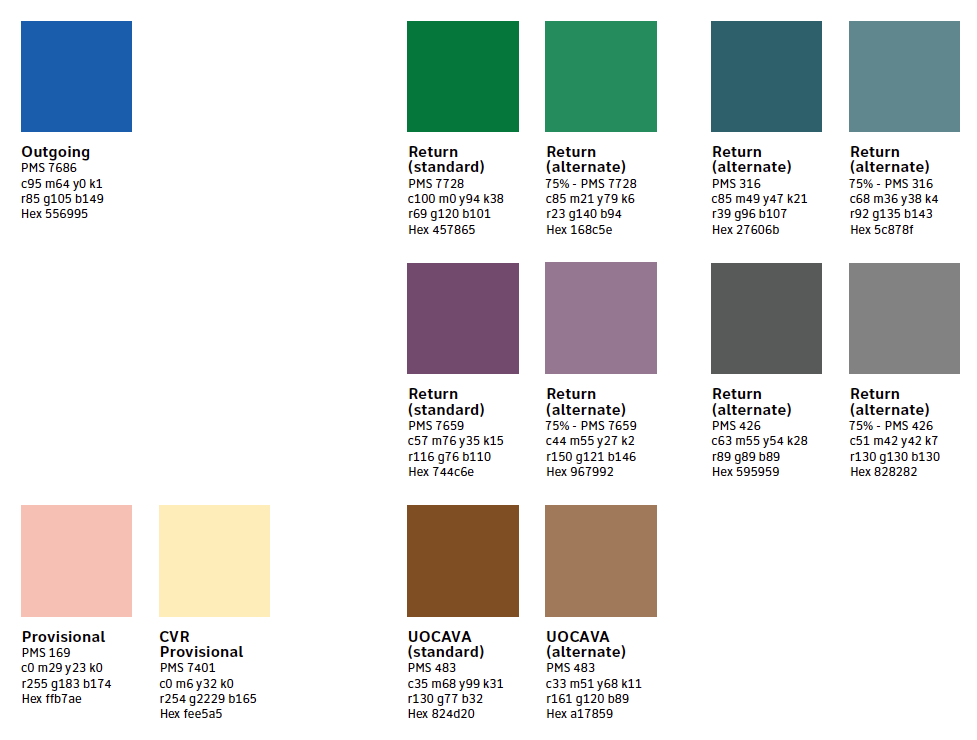 Outgoing
PMS 7686
c95 m64 y0 k1
r85 g105 b149
Hex 556995
Return
(standard)
PMS 7728
c100 m0 y94 k38
r69 g120 b101
Hex 457865
Return
(alternate)
75% - PMS 7728
c85 m21 y79 k6
r23 g140 b94
Hex 168c5e
Return
(alternate)
PMS 316
c85 m49 y47 k21
r39 g96 b107
Hex 27606b
Return
(alternate)
75% - PMS 316
c68 m36 y38 k4
r92 g135 b143
Hex 5c878f
Return
(standard)
PMS 7659
c57 m76 y35 k15
r116 g76 b110
Hex 744c6e
Return
(alternate)
75% - PMS 7659
c44 m55 y27 k2
r150 g121 b146
Hex 967992
Return
(alternate)
PMS 426
c63 m55 y54 k28
r89 g89 b89
Hex 595959
Return
(alternate)
75% - PMS 426
c51 m42 y42 k7
r130 g130 b130
Hex 828282
Provisional
PMS 169
c0 m29 y23 k0
r255 g183 b174
Hex ffb7ae
CVR
Provisional
PMS 7401
c0 m6 y32 k0
r254 g2229 b165
Hex fee5a5
UOCAVA
(standard)
PMS 483
c35 m68 y99 k31
r130 g77 b32
Hex 824d20
UOCAVA
(alternate)
PMS 483
c33 m51 y68 k11
r161 g120 b89
Hex a17859